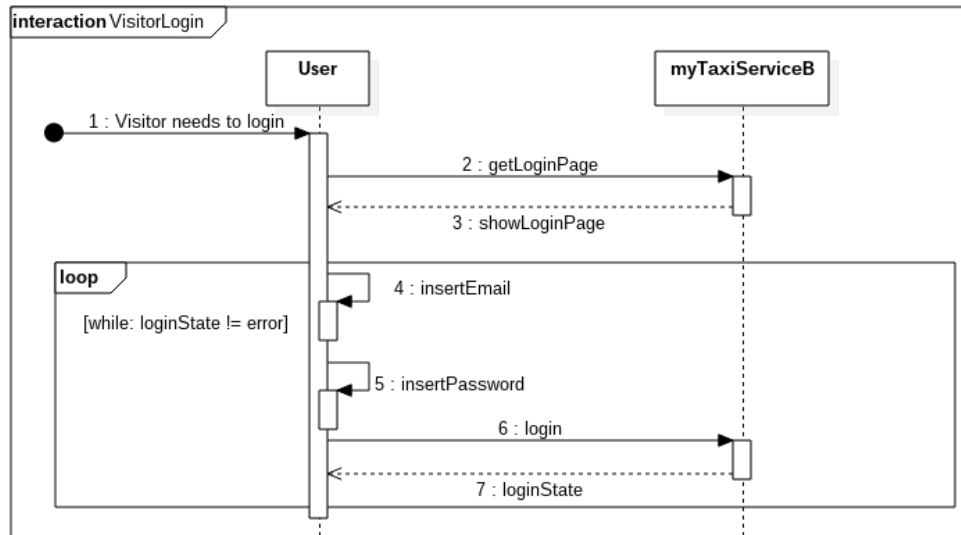 interaction VisitorLogin
User
myTaxiServiceB
1 : Visitor needs to login
2 : getLoginPage
3 : showLoginPage
loop
4 : insertEmail
[while: loginState != error]
5 : insertPassword
6 : login
7 : loginState